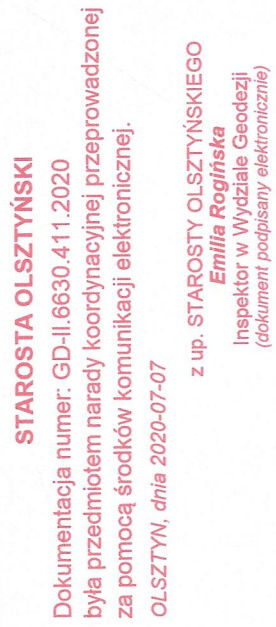 STAROSTA OLSZTYŃSKI
Dokumentacja numer: GD-II.6630.411.2020
była przedmiotem narady koordynacyjnej przeprowadzonej
za pomocą środków komunikacji elektronicznej.
OLSZTYN, dnia 2020-07-07
z up. STAROSTY OLSZTYŃSKIEGO
Emilia Rogińska
Inspektor w Wydziale Geodezji
(dokument podpisany elektronicznie)